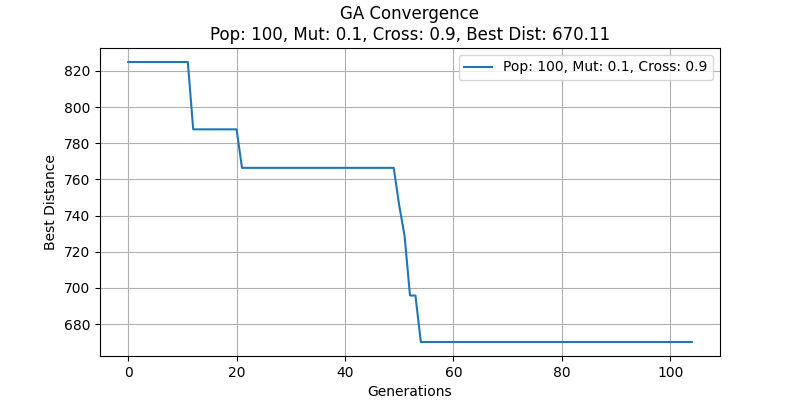 GA Convergence
Pop: 100, Mut: 0.1, Cross: 0.9, Best Dist: 670.11
Pop: 100, Mut: 0.1, Cross: 0.9
820
800
780
760
740
720
700
680
Best Distance
0 20 40 60 80 100
Generations